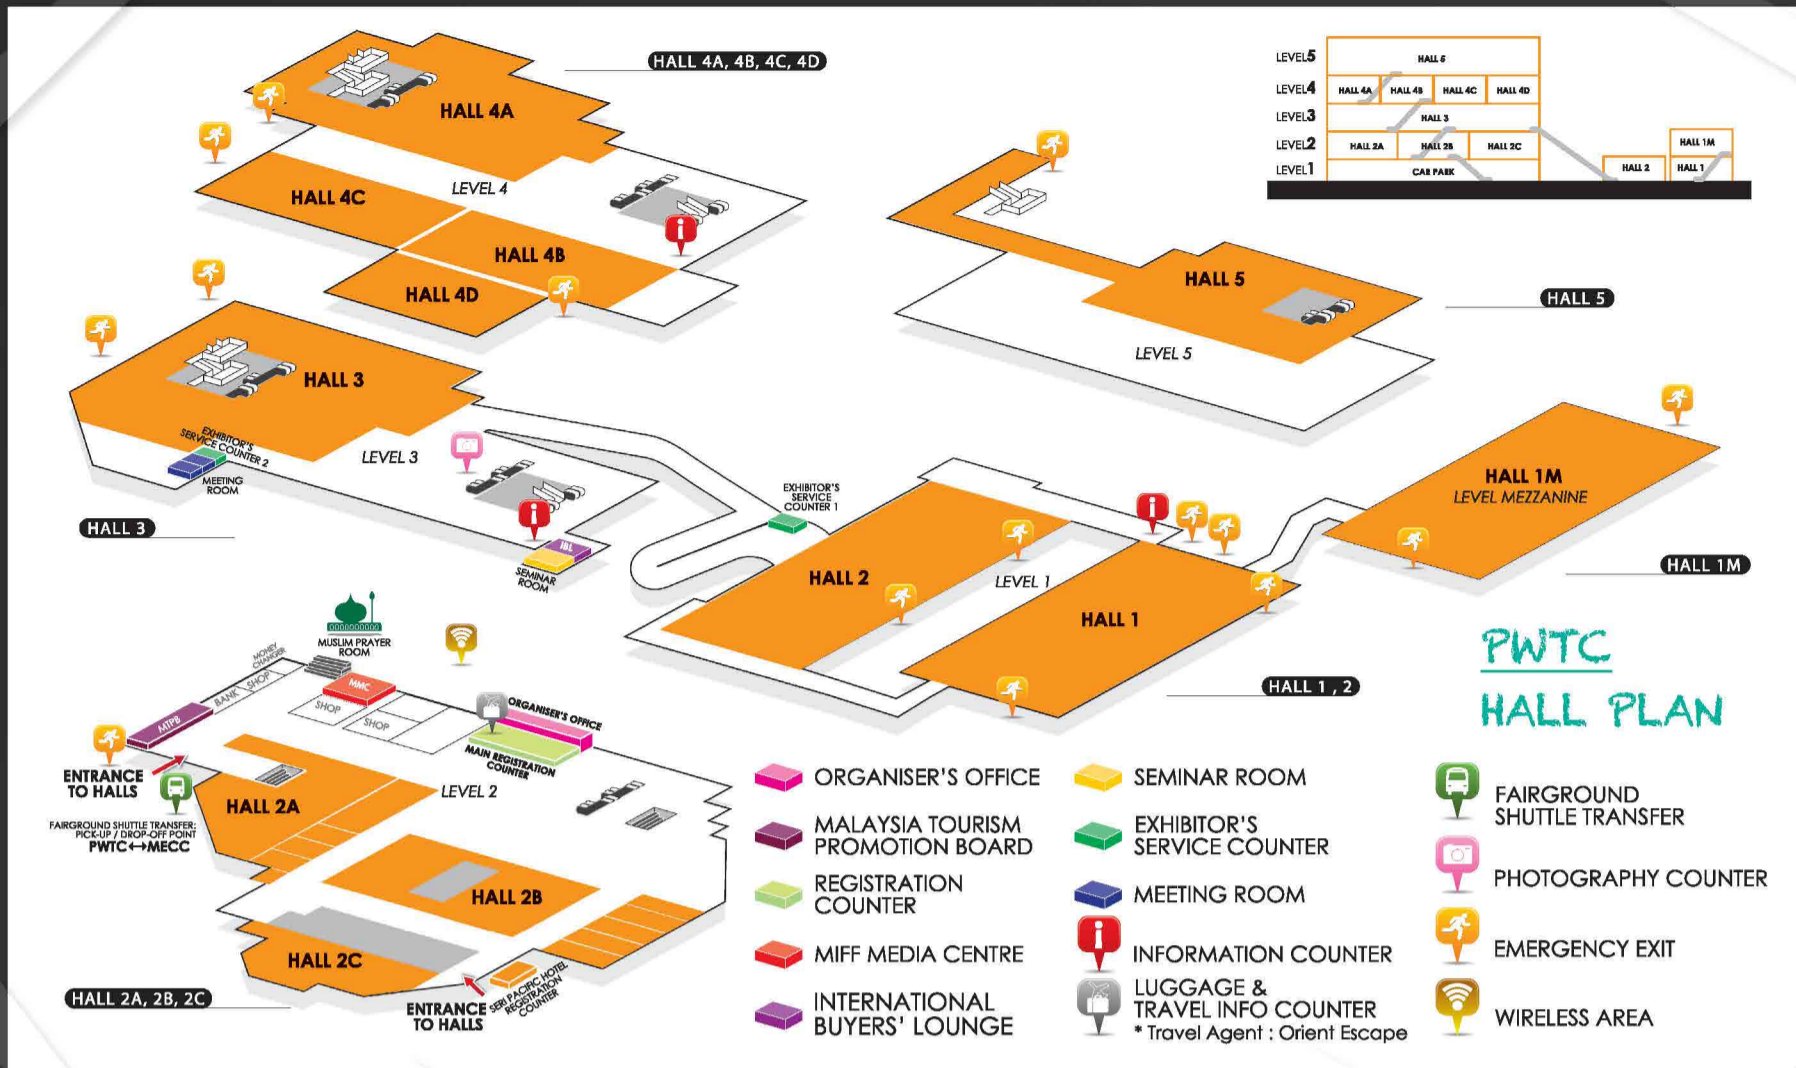 HALL 4A, 4B, 4C, 4D
HALL 4A
LEVEL 4
HALL 4C
HALL 4B
HALL 4D
LEVEL5
HALL 5
LEVEL4
HALL 4A
HALL 4B
HALL 4C
HALL 4D
LEVEL3
HALL 3
LEVEL2
HALL 2A
HALL 2B
HALL 2C
LEVEL1
CAR PARK
HALL 2
HALL 1M
HALL 1
HALL 5
LEVEL 5
HALL 5
HALL 3
LEVEL 3
EXHIBITOR'S
SERVICE COUNTER 2
MEETING
ROOM
HALL 3
IBL
SEMINAR
ROOM
EXHIBITOR'S
SERVICE
COUNTER 1
HALL 2
LEVEL 1
HALL 1
HALL 1 , 2
HALL 1M
LEVEL MEZZANINE
HALL 1M
MUSLIM PRAYER
ROOM
MONEY
CHANGER
SHOP
BANK
MTPB
MMC
SHOP
SHOP
ORGANISER'S OFFICE
MAIN REGISTRATION
COUNTER
ENTRANCE
TO HALLS
FAIRGROUND SHUTTLE TRANSFER:
PICK-UP / DROP-OFF POINT
PWTC↔MECC
HALL 2A
LEVEL 2
HALL 2B
HALL 2C
HALL 2A, 2B, 2C
ENTRANCE
TO HALLS
SERI PACIFIC HOTEL
REGISTRATION
COUNTER
PWTC
HALL PLAN
ORGANISER'S OFFICE
MALAYSIA TOURISM
PROMOTION BOARD
REGISTRATION
COUNTER
MIFF MEDIA CENTRE
INTERNATIONAL
BUYERS' LOUNGE
SEMINAR ROOM
EXHIBITOR'S
SERVICE COUNTER
MEETING ROOM
INFORMATION COUNTER
LUGGAGE &
TRAVEL INFO COUNTER
* Travel Agent : Orient Escape
FAIRGROUND
SHUTTLE TRANSFER
PHOTOGRAPHY COUNTER
EMERGENCY EXIT
WIRELESS AREA